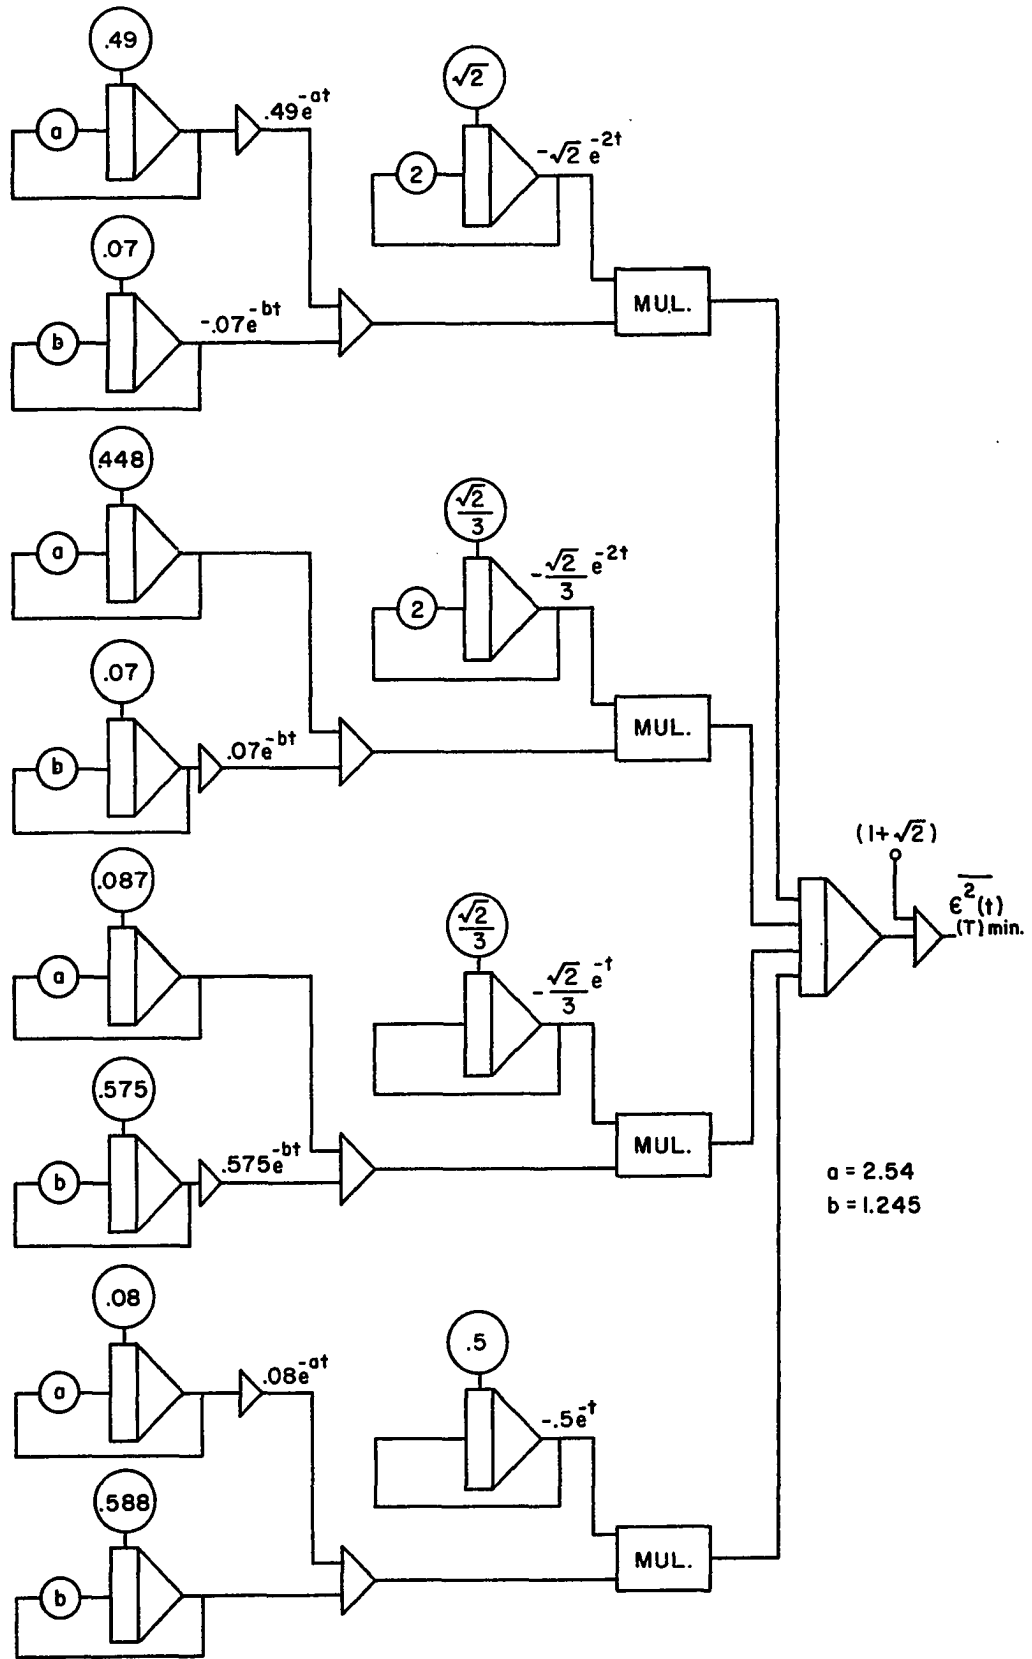 .49
a
.49e^-at
√2
2
-√2 e^-2t
.07
b
-.07e^-bt
MUL.
.448
a
√2/3
2
-√2/3 e^-2t
.07
b
.07e^-bt
MUL.
(1+√2)
ϵ²(t)
(T) min.
.087
a
√2/3
-√2/3 e^-t
.575
b
.575e^-bt
MUL.
a = 2.54
b = 1.245
.08
a
.08e^-at
.5
-.5e^-t
.588
b
MUL.